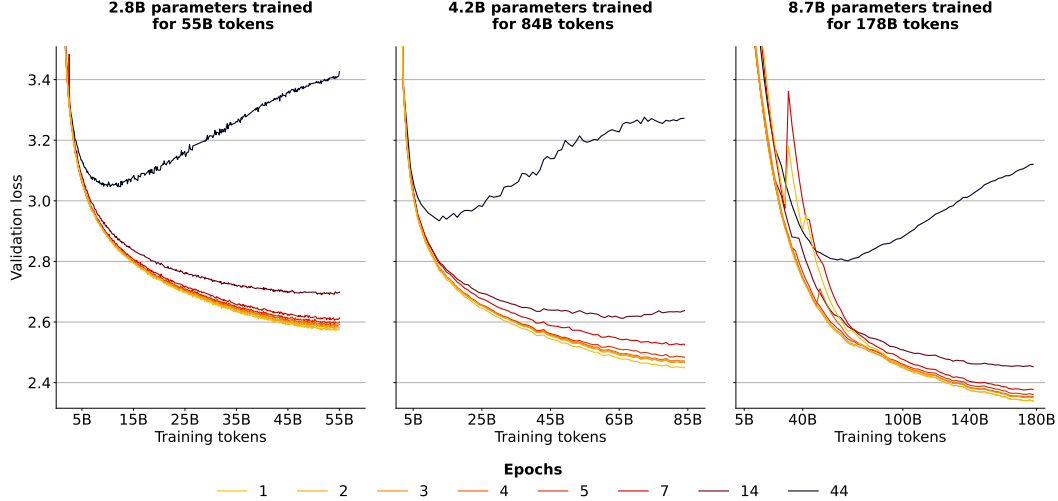 2.8B parameters trained
for 55B tokens
4.2B parameters trained
for 84B tokens
8.7B parameters trained
for 178B tokens
Validation loss
3.4
3.2
3.0
2.8
2.6
2.4
5B 15B 25B 35B 45B 55B
Training tokens
5B 25B 45B 65B 85B
Training tokens
5B 40B 100B 140B 180B
Training tokens
Epochs
1 2 3 4 5 7 14 44